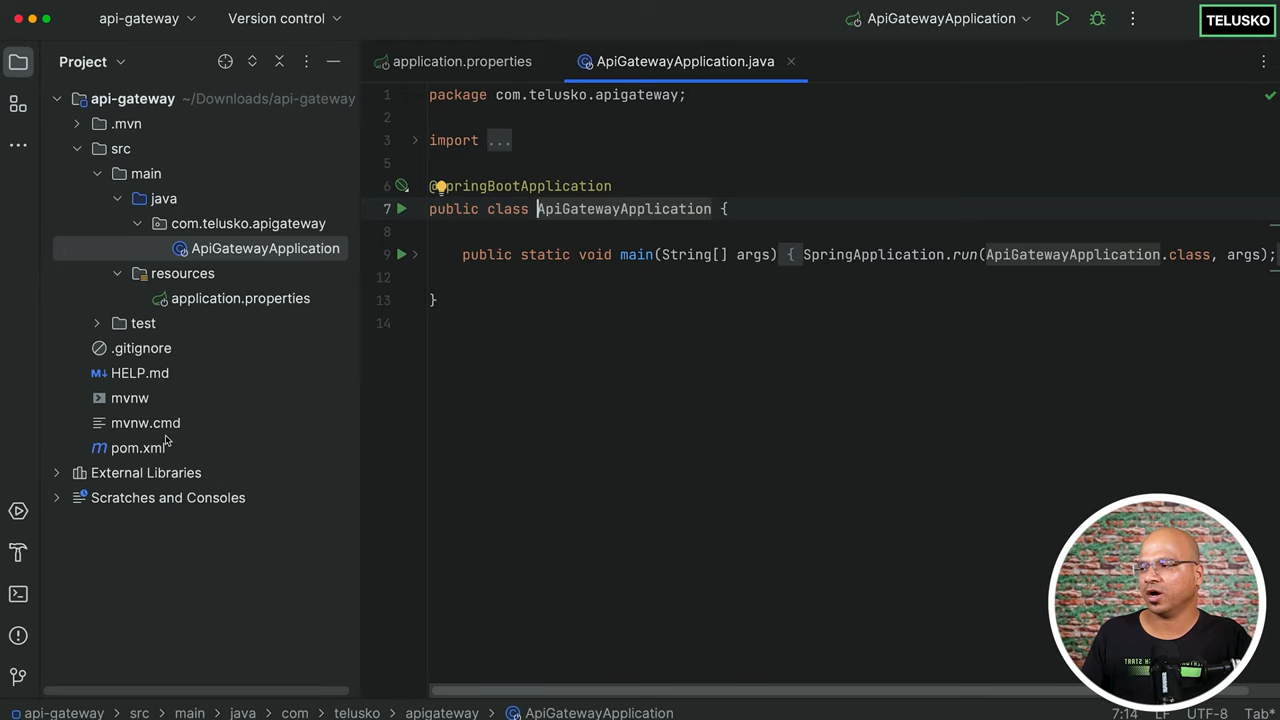 api-gateway
Version control
ApiGatewayApplication
TELUSKO
Project
application.properties
ApiGatewayApplication.java
api-gateway ~/Downloads/api-gateway
.mvn
src
main
java
com.telusko.apigateway
ApiGatewayApplication
resources
application.properties
test
.gitignore
M↓ HELP.md
mvnw
mvnw.cmd
m pom.xml
External Libraries
Scratches and Consoles
1 package com.telusko.apigateway;
2
3 import ...
5
6 @SpringBootApplication
7 public class ApiGatewayApplication {
8
9 public static void main(String[] args) { SpringApplication.run(ApiGatewayApplication.class, args);
12
13 }
14
api-gateway > src > main > java > com > telusko > apigateway > ApiGatewayApplication
7:14 LF UTF-8 Tab*